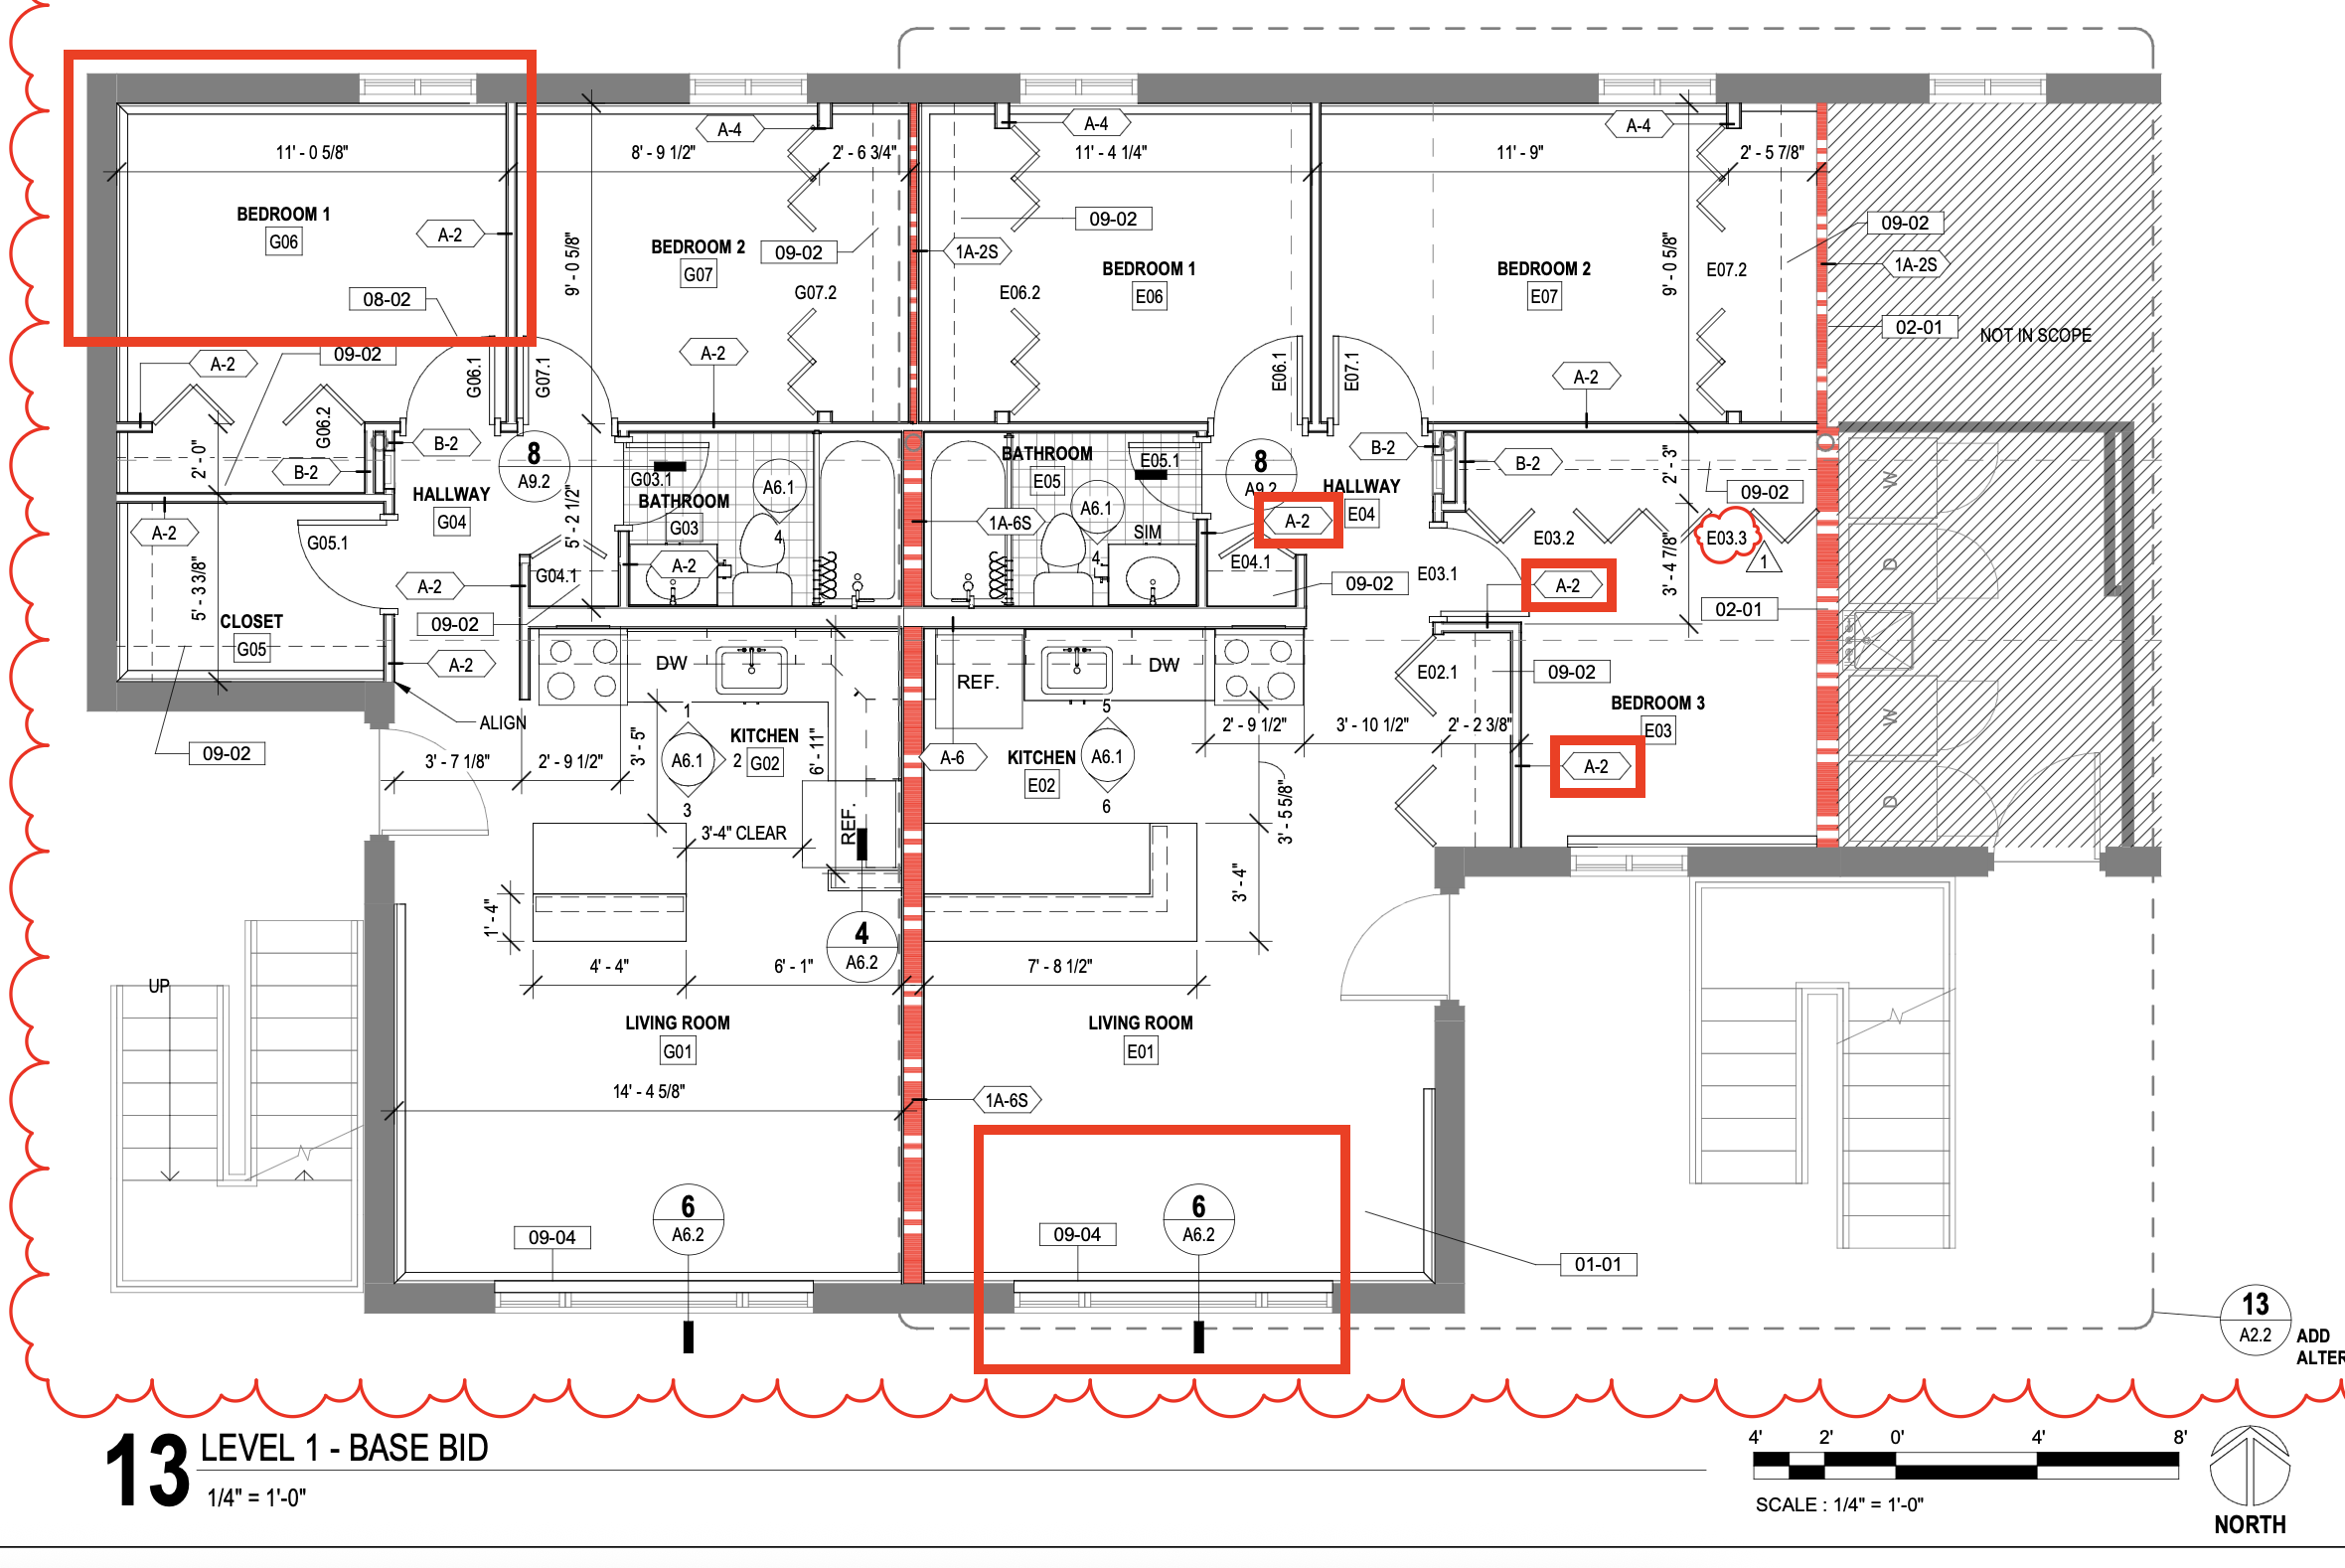 11' - 0 5/8"
8' - 9 1/2"
2' - 6 3/4"
11' - 4 1/4"
11' - 9"
2' - 5 7/8"
A-4
A-4
A-4
BEDROOM 1
G06
A-2
08-02
9' - 0 5/8"
BEDROOM 2
G07
09-02
G07.2
1A-2S
09-02
E06.2
BEDROOM 1
E06
BEDROOM 2
E07
9' - 0 5/8"
E07.2
09-02
1A-2S
02-01
NOT IN SCOPE
A-2
09-02
G06.1
G07.1
A-2
E06.1
E07.1
A-2
2' - 0"
G06.2
B-2
B-2
HALLWAY
G04
8
A9.2
5' - 2 1/2"
G03.1
BATHROOM
G03
A6.1
4
1A-6S
BATHROOM
E05
E05.1
A6.1
4
SIM
8
A9.2
A-2
HALLWAY
E04
B-2
B-2
2' - 3"
09-02
E03.2
E03.3
1
W
D
W
D
A-2
G05.1
5' - 3 3/8"
CLOSET
G05
A-2
09-02
G04.1
A-2
E04.1
09-02
E03.1
A-2
3' - 4 7/8"
02-01
A-2
ALIGN
09-02
DW
REF.
DW
E02.1
09-02
BEDROOM 3
E03
3' - 7 1/8"
2' - 9 1/2"
3' - 5"
1
A6.1
2
3
KITCHEN
G02
6' - 11"
REF.
3'-4" CLEAR
A-6
KITCHEN
E02
5
A6.1
6
2' - 9 1/2"
3' - 10 1/2"
2' - 2 3/8"
A-2
3' - 5 5/8"
3' - 4"
1' - 4"
4
A6.2
4' - 4"
6' - 1"
7' - 8 1/2"
UP
LIVING ROOM
G01
LIVING ROOM
E01
14' - 4 5/8"
1A-6S
6
A6.2
09-04
6
A6.2
09-04
01-01
13
A2.2
ADD
ALTER
13
LEVEL 1 - BASE BID
1/4" = 1'-0"
4'
2'
0'
4'
8'
SCALE : 1/4" = 1'-0"
NORTH